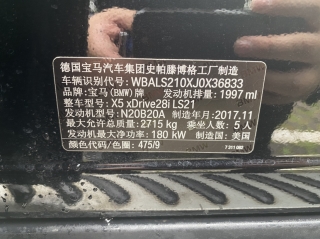 德国宝马汽车集团史帕滕博格工厂制造
车辆识别代号: WBALS210XJ0X36833
品牌: 宝马(BMW)牌 发动机排量: 1997 ml
整车型号: X5 xDrive28i LS21
发动机型号: N20B20A 制造年月: 2017.11
最大允许总质量: 2715 kg 乘坐人数: 5 人
发动机最大净功率: 180 kW 制造国: 美国
颜色代码/色圈: 475/9